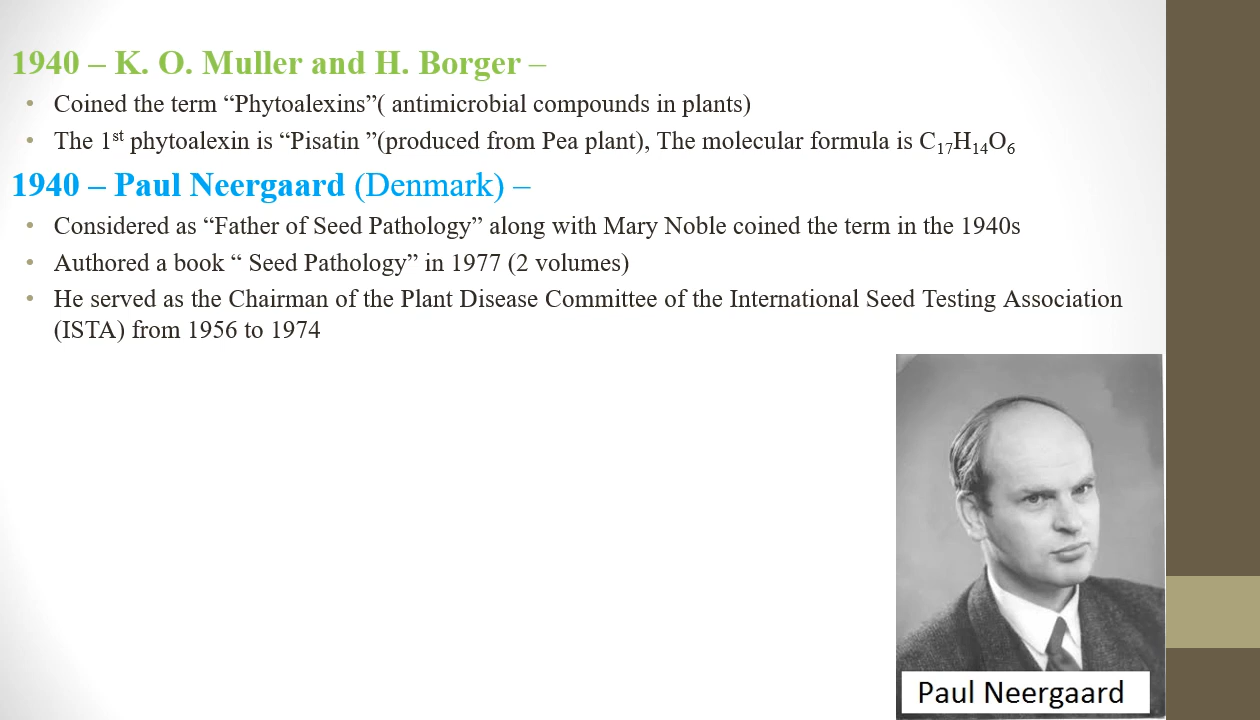 1940 – K. O. Muller and H. Borger –
• Coined the term “Phytoalexins”( antimicrobial compounds in plants)
• The 1st phytoalexin is “Pisatin ”(produced from Pea plant), The molecular formula is C17H14O6
1940 – Paul Neergaard (Denmark) –
• Considered as “Father of Seed Pathology” along with Mary Noble coined the term in the 1940s
• Authored a book “ Seed Pathology” in 1977 (2 volumes)
• He served as the Chairman of the Plant Disease Committee of the International Seed Testing Association
(ISTA) from 1956 to 1974
Paul Neergaard